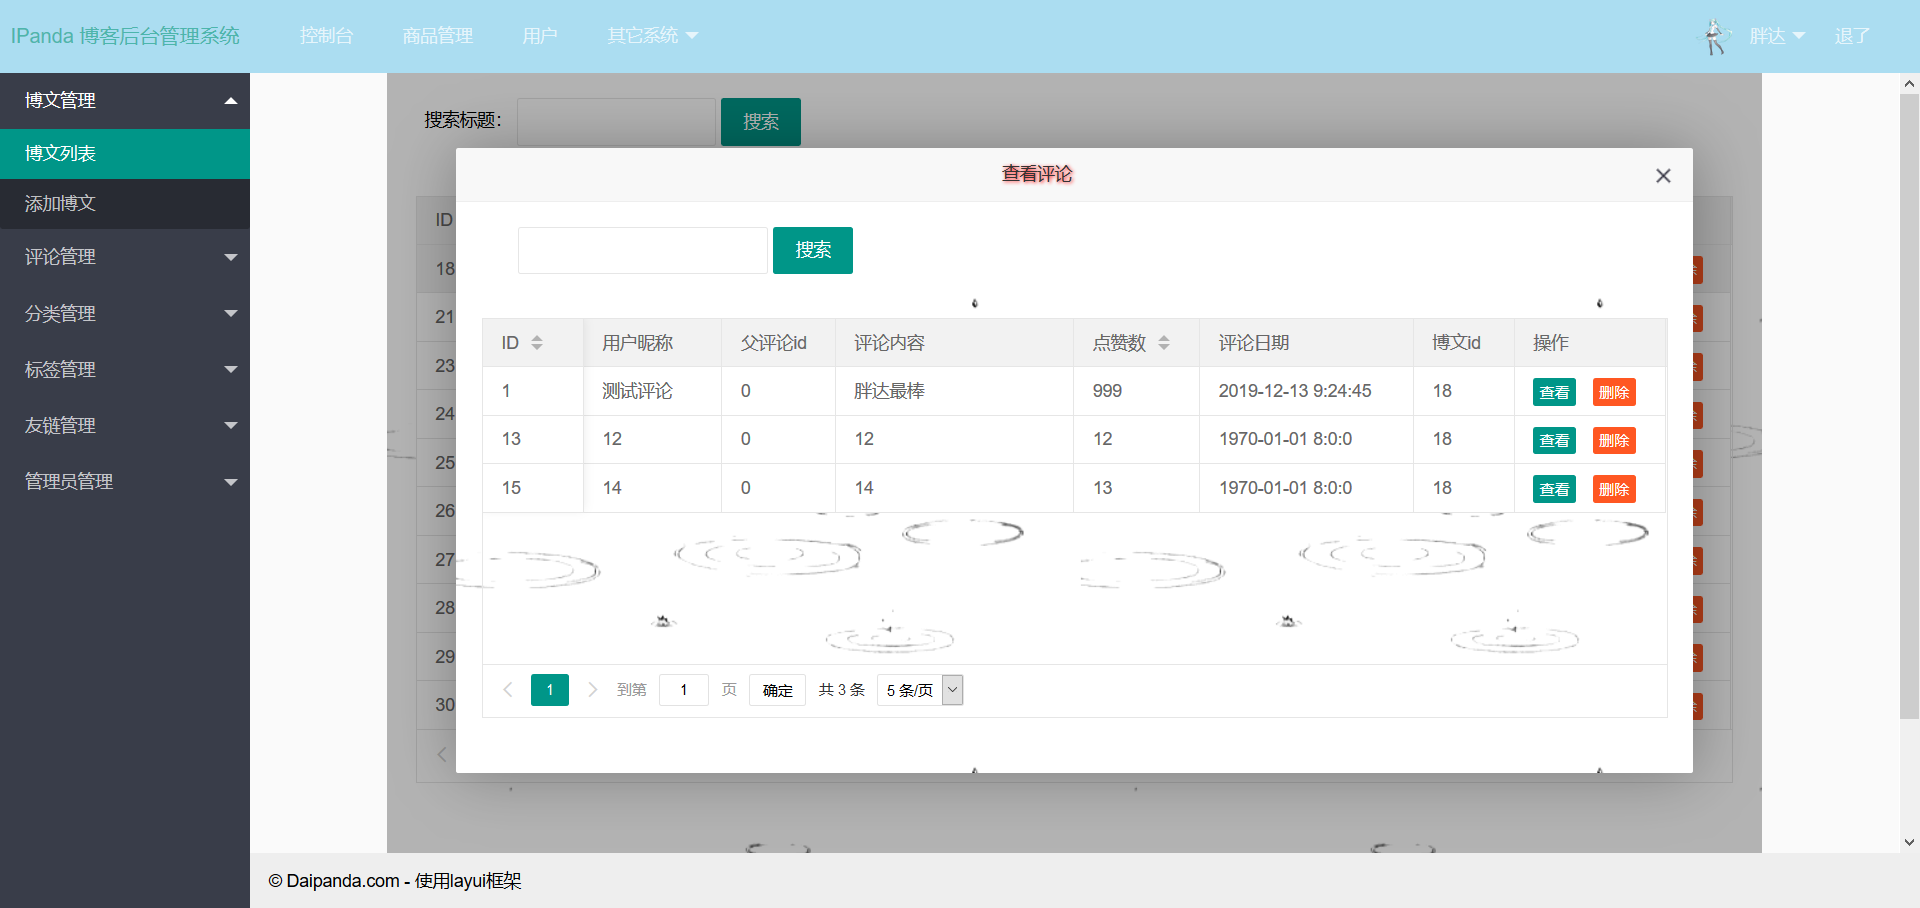 IPanda 博客后台管理系统 控制台 商品管理 用户 其它系统 胖达 退了
博文管理
博文列表
添加博文
评论管理
分类管理
标签管理
友链管理
管理员管理
搜索标题: 搜索
ID
18
21
23
24
25
26
27
28
29
30
查看评论
搜索
ID 用户昵称 父评论id 评论内容 点赞数 评论日期 博文id 操作
1 测试评论 0 胖达最棒 999 2019-12-13 9:24:45 18 查看 删除
13 12 0 12 12 1970-01-01 8:0:0 18 查看 删除
15 14 0 14 13 1970-01-01 8:0:0 18 查看 删除
1 到第 1 页 确定 共 3 条 5 条/页
© Daipanda.com - 使用layui框架